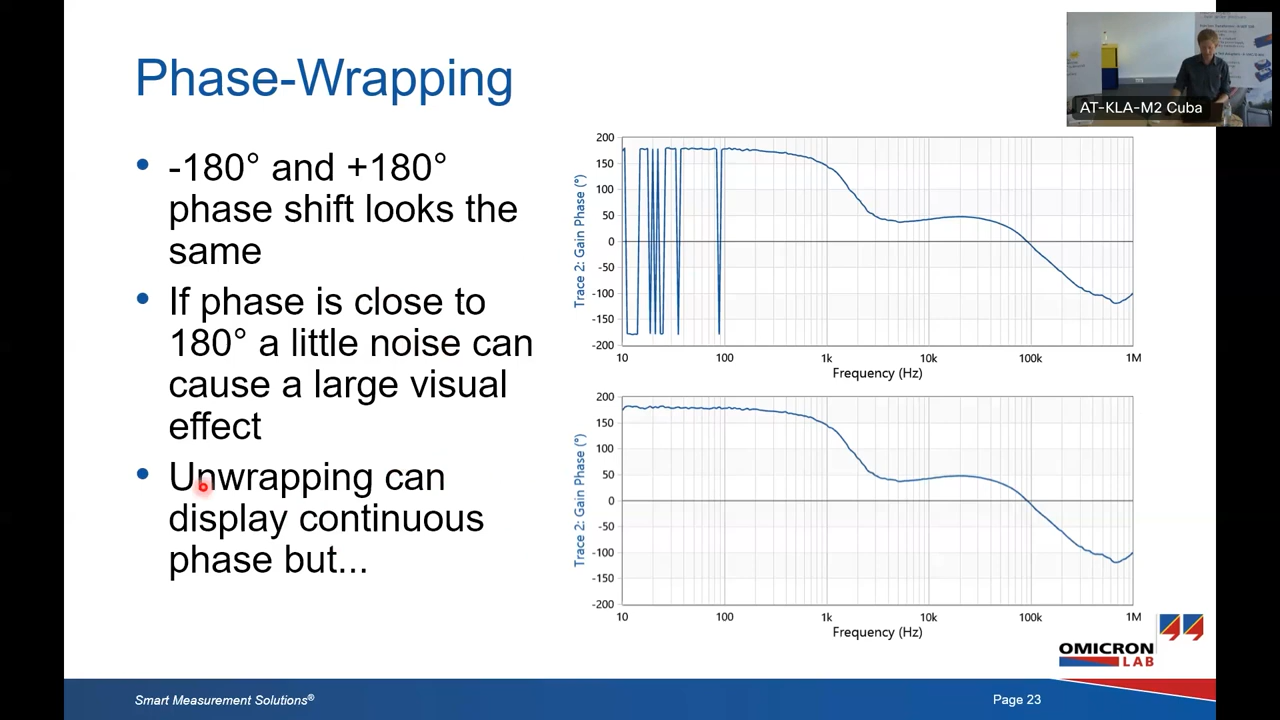 Phase-Wrapping
AT-KLA-M2 Cuba
• -180° and +180°
phase shift looks the
same
• If phase is close to
180° a little noise can
cause a large visual
effect
• Unwrapping can
display continuous
phase but...
Trace 2: Gain Phase (°)
200
150
100
50
0
-50
-100
-150
-200
10 100 1k 10k 100k 1M
Frequency (Hz)
Trace 2: Gain Phase (°)
200
150
100
50
0
-50
-100
-150
-200
10 100 1k 10k 100k 1M
Frequency (Hz)
OMICRON
LAB
Smart Measurement Solutions®
Page 23